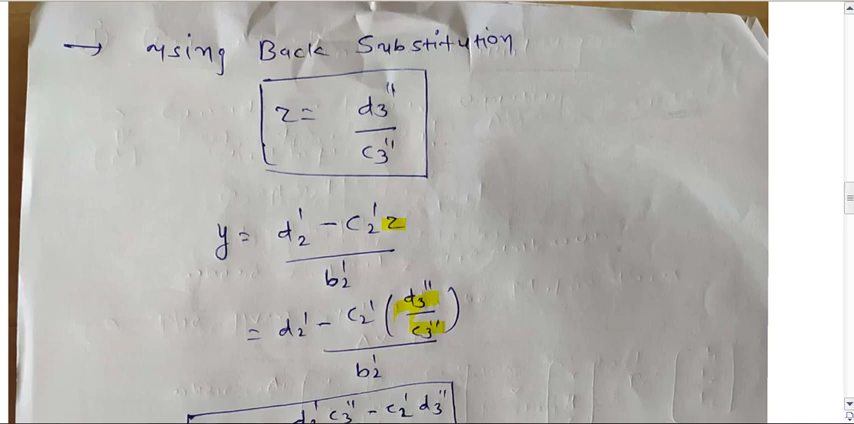 → using Back Substitution
z = d3'' / c3''
y = d2' - c2' z / b2'
= d2' - c2' (d3'' / c3'') / b2'
d2' c3'' - c2' d3''